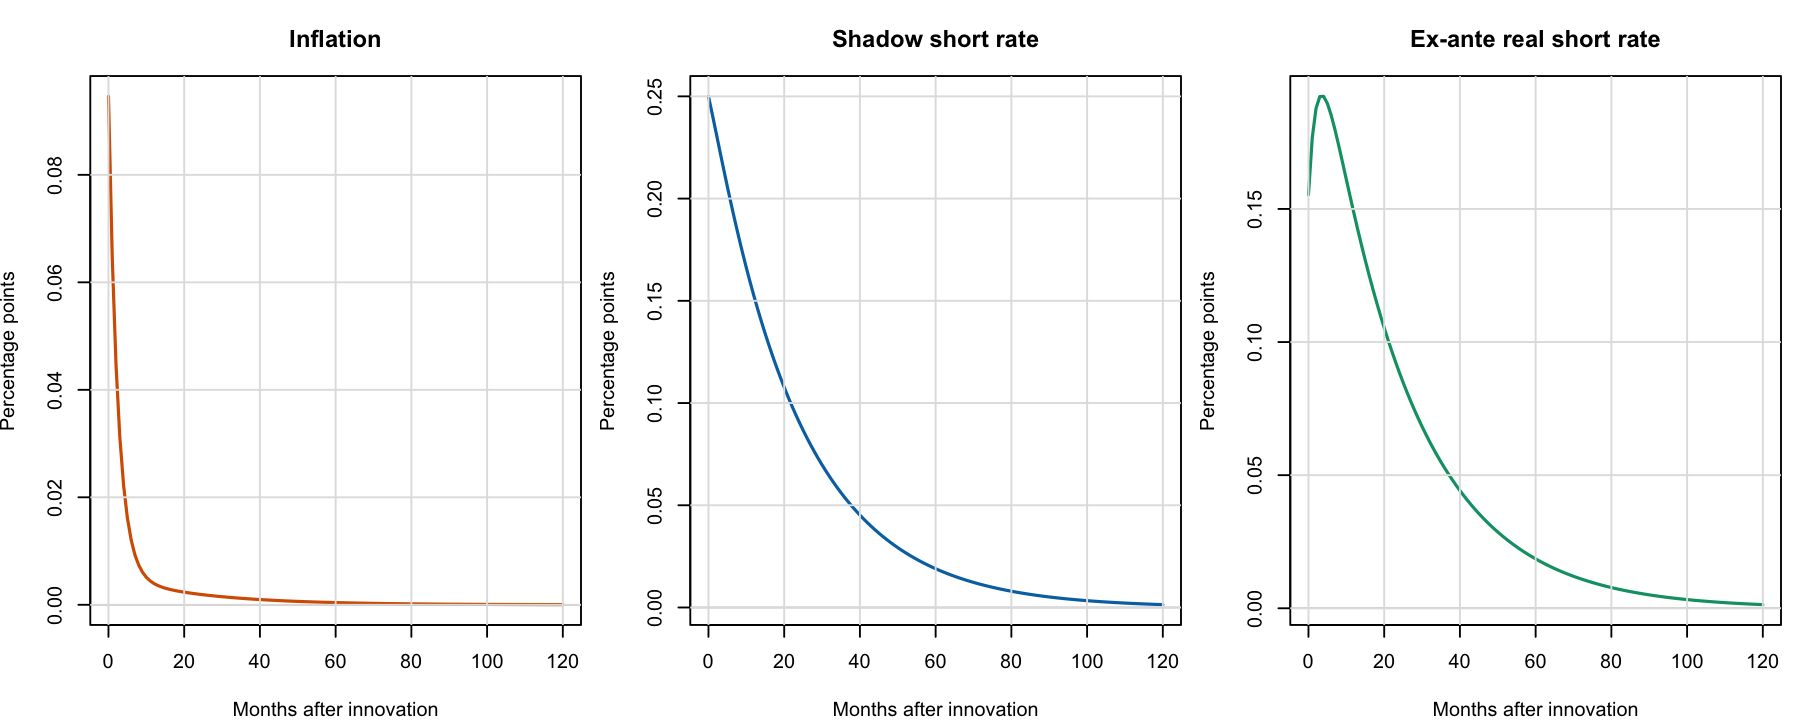 Inflation
Percentage points
0.00 0.02 0.04 0.06 0.08
0 20 40 60 80 100 120
Months after innovation
Shadow short rate
Percentage points
0.00 0.05 0.10 0.15 0.20 0.25
0 20 40 60 80 100 120
Months after innovation
Ex-ante real short rate
Percentage points
0.00 0.05 0.10 0.15
0 20 40 60 80 100 120
Months after innovation